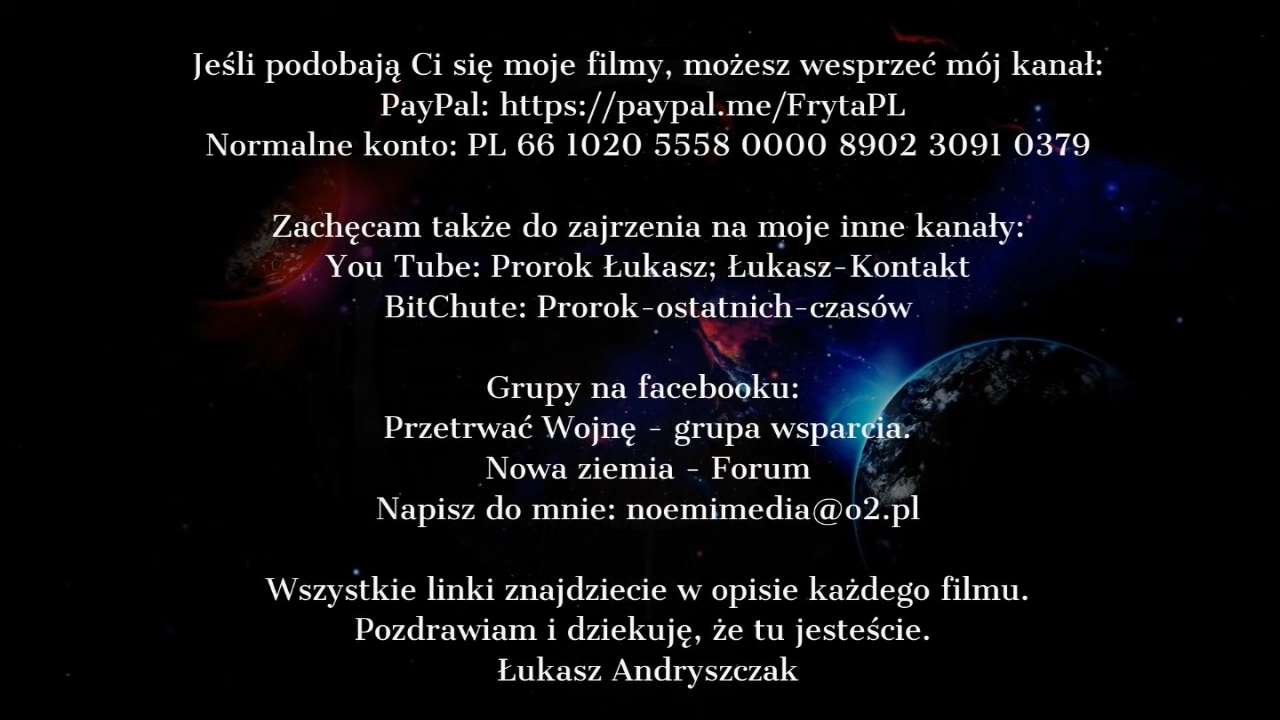 Jeśli podobają Ci się moje filmy, możesz wesprzeć mój kanał:
PayPal: https://paypal.me/FrytaPL
Normalne konto: PL 66 1020 5558 0000 8902 3091 0379
Zachęcam także do zajrzenia na moje inne kanały:
You Tube: Prorok Łukasz; Łukasz-Kontakt
BitChute: Prorok-ostatnich-czasów
Grupy na facebooku:
Przetrwać Wojnę - grupa wsparcia.
Nowa ziemia - Forum
Napisz do mnie: noemimedia@o2.pl
Wszystkie linki znajdziecie w opisie każdego filmu.
Pozdrawiam i dziekuję, że tu jesteście.
Łukasz Andryszczak